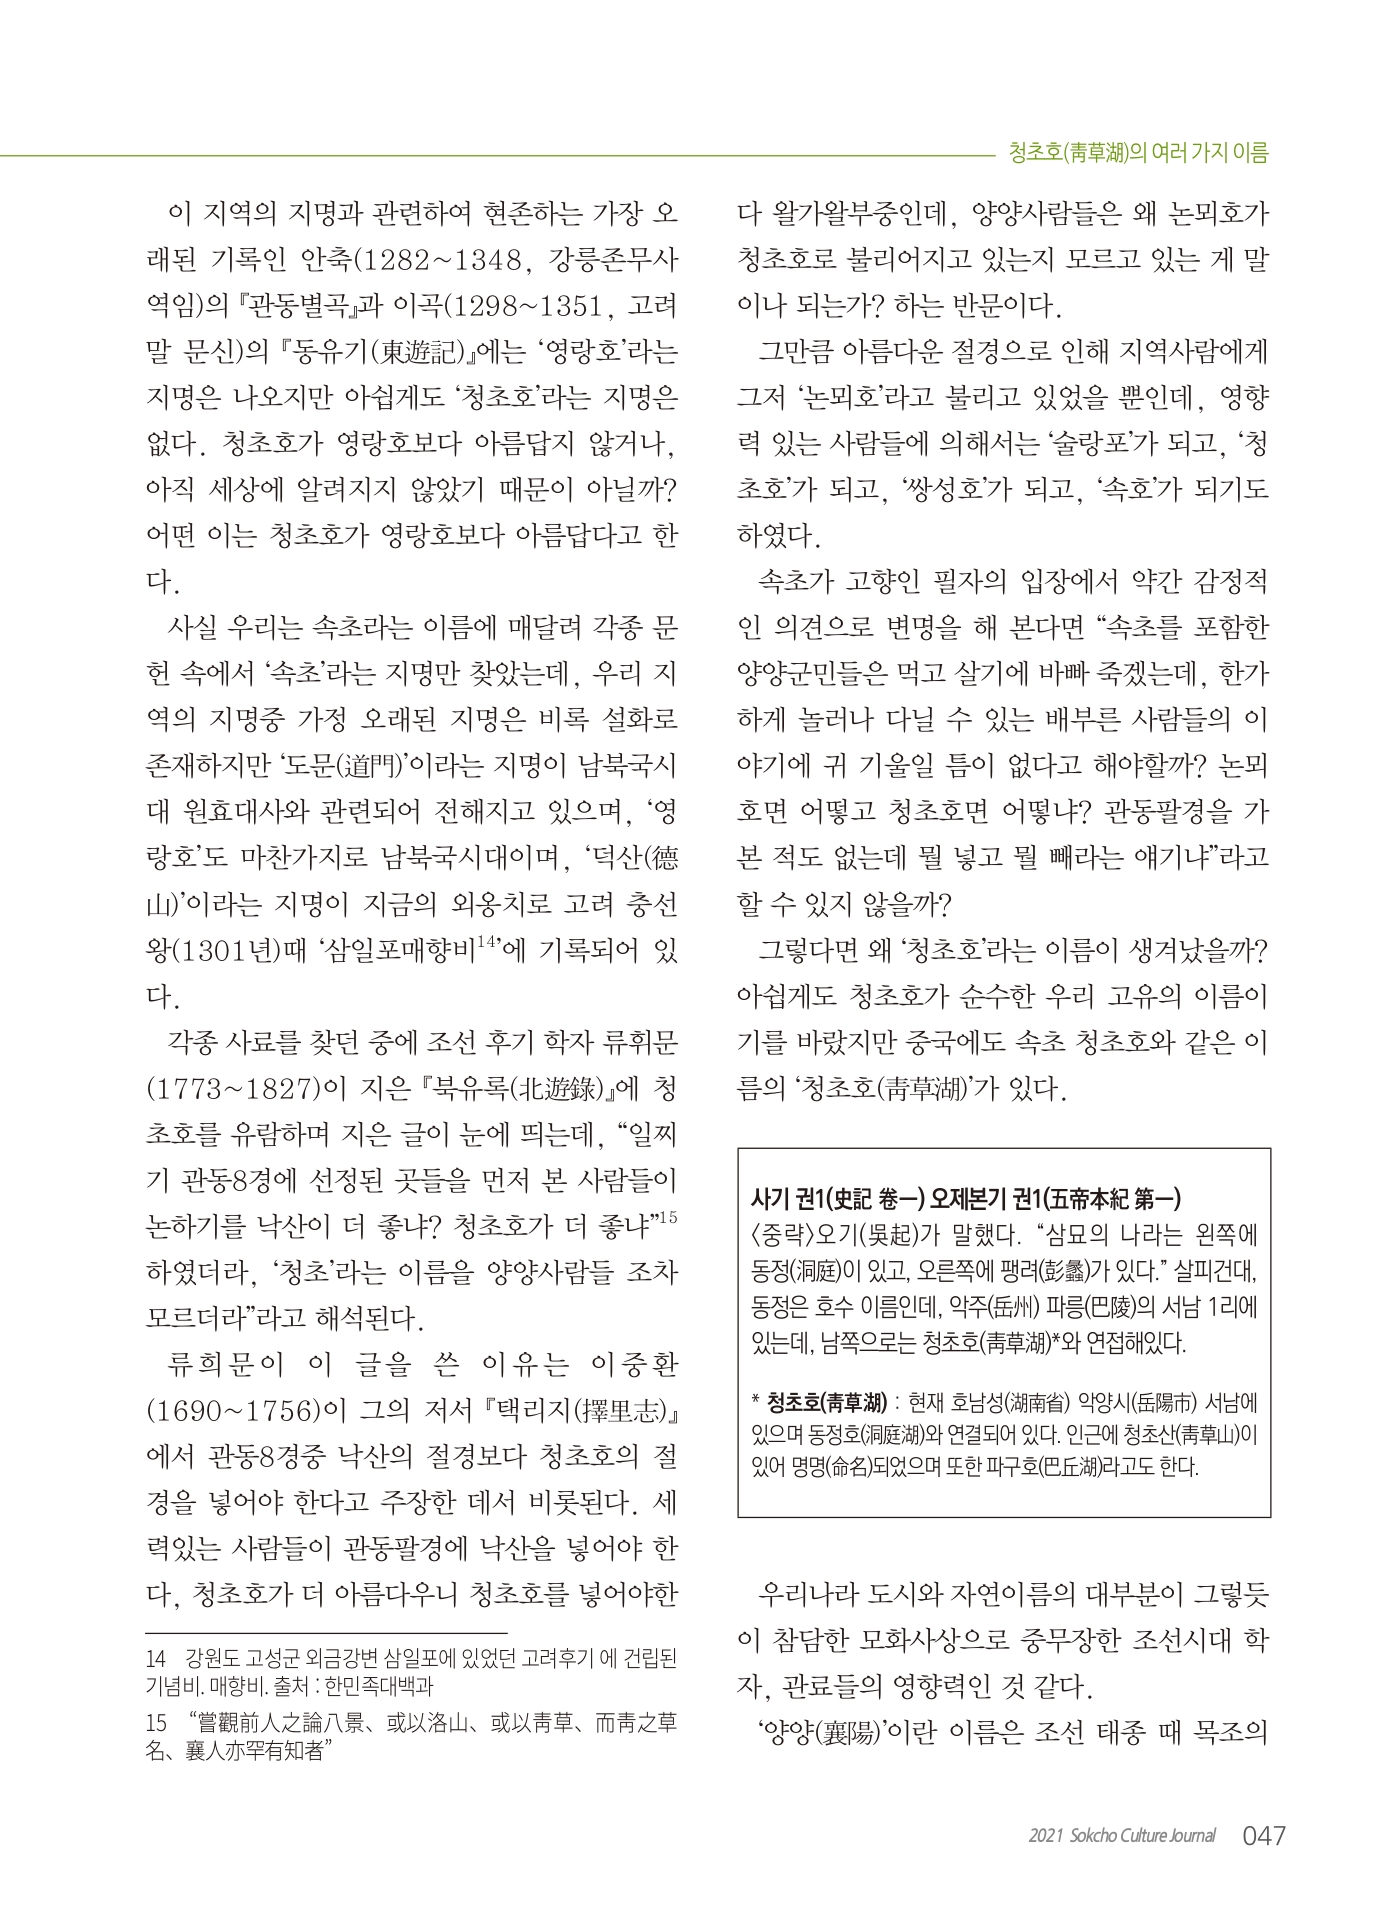 청초호(靑草湖)의 여러 가지 이름
이 지역의 지명과 관련하여 현존하는 가장 오
래된 기록인 안축(1282~1348, 강릉존무사
역임)의 『관동별곡』과 이곡(1298~1351, 고려
말 문신)의 『동유기(東遊記)』에는 ‘영랑호’라는
지명은 나오지만 아쉽게도 ‘청초호’라는 지명은
없다. 청초호가 영랑호보다 아름답지 않거나,
아직 세상에 알려지지 않았기 때문이 아닐까?
어떤 이는 청초호가 영랑호보다 아름답다고 한
다.
사실 우리는 속초라는 이름에 매달려 각종 문
헌 속에서 ‘속초’라는 지명만 찾았는데, 우리 지
역의 지명중 가정 오래된 지명은 비록 설화로
존재하지만 ‘도문(道門)’이라는 지명이 남북국시
대 원효대사와 관련되어 전해지고 있으며, ‘영
랑호’도 마찬가지로 남북국시대이며, ‘덕산(德
山)’이라는 지명이 지금의 외옹치로 고려 충선
왕(1301년)때 ‘삼일포매향비14’에 기록되어 있
다.
각종 사료를 찾던 중에 조선 후기 학자 류휘문
(1773~1827)이 지은 『북유록(北遊錄)』에 청
초호를 유람하며 지은 글이 눈에 띄는데, “일찌
기 관동8경에 선정된 곳들을 먼저 본 사람들이
논하기를 낙산이 더 좋냐? 청초호가 더 좋냐”15
하였더라, ‘청초’라는 이름을 양양사람들 조차
모르더라”라고 해석된다.
류희문이 이 글을 쓴 이유는 이중환
(1690~1756)이 그의 저서 『택리지(擇里志)』
에서 관동8경중 낙산의 절경보다 청초호의 절
경을 넣어야 한다고 주장한 데서 비롯된다. 세
력있는 사람들이 관동팔경에 낙산을 넣어야 한
다, 청초호가 더 아름다우니 청초호를 넣어야한
14 강원도 고성군 외금강변 삼일포에 있었던 고려후기 에 건립된
기념비. 매향비. 출처 : 한민족대백과
15 “嘗觀前人之論八景、或以洛山、或以靑草、而靑之草
名、襄人亦罕有知者”
다 왈가왈부중인데, 양양사람들은 왜 논뫼호가
청초호로 불리어지고 있는지 모르고 있는 게 말
이나 되는가? 하는 반문이다.
그만큼 아름다운 절경으로 인해 지역사람에게
그저 ‘논뫼호’라고 불리고 있었을 뿐인데, 영향
력 있는 사람들에 의해서는 ‘술랑포’가 되고, ‘청
초호’가 되고, ‘쌍성호’가 되고, ‘속호’가 되기도
하였다.
속초가 고향인 필자의 입장에서 약간 감정적
인 의견으로 변명을 해 본다면 “속초를 포함한
양양군민들은 먹고 살기에 바빠 죽겠는데, 한가
하게 놀러나 다닐 수 있는 배부른 사람들의 이
야기에 귀 기울일 틈이 없다고 해야할까? 논뫼
호면 어떻고 청초호면 어떻냐? 관동팔경을 가
본 적도 없는데 뭘 넣고 뭘 빼라는 얘기냐”라고
할 수 있지 않을까?
그렇다면 왜 ‘청초호’라는 이름이 생겨났을까?
아쉽게도 청초호가 순수한 우리 고유의 이름이
기를 바랐지만 중국에도 속초 청초호와 같은 이
름의 ‘청초호(靑草湖)’가 있다.
사기 권1(史記 卷一) 오제본기 권1(五帝本紀 第一)
〈중략〉오기(吳起)가 말했다. “삼묘의 나라는 왼쪽에
동정(洞庭)이 있고, 오른쪽에 팽려(彭蠡)가 있다.” 살피건대,
동정은 호수 이름인데, 악주(岳州) 파릉(巴陵)의 서남 1리에
있는데, 남쪽으로는 청초호(靑草湖)*와 연접해있다.
* 청초호(靑草湖) : 현재 호남성(湖南省) 악양시(岳陽市) 서남에
있으며 동정호(洞庭湖)와 연결되어 있다. 인근에 청초산(靑草山)이
있어 명명(命名)되었으며 또한 파구호(巴丘湖)라고도 한다.
우리나라 도시와 자연이름의 대부분이 그렇듯
이 참담한 모화사상으로 중무장한 조선시대 학
자, 관료들의 영향력인 것 같다.
‘양양(襄陽)’이란 이름은 조선 태종 때 목조의
2021 Sokcho Culture Journal 047